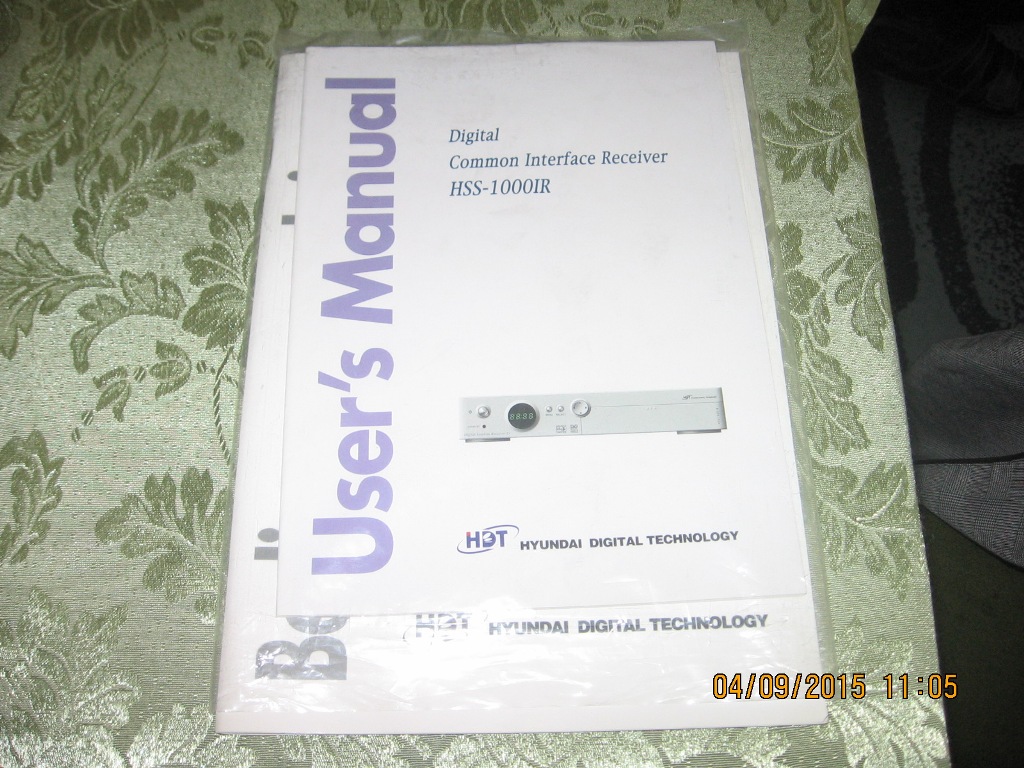 User's Manual
Digital
Common Interface Receiver
HSS-1000IR
HDT HYUNDAI DIGITAL TECHNOLOGY
HDT HYUNDAI DIGITAL TECHNOLOGY
04/09/2015 11:05